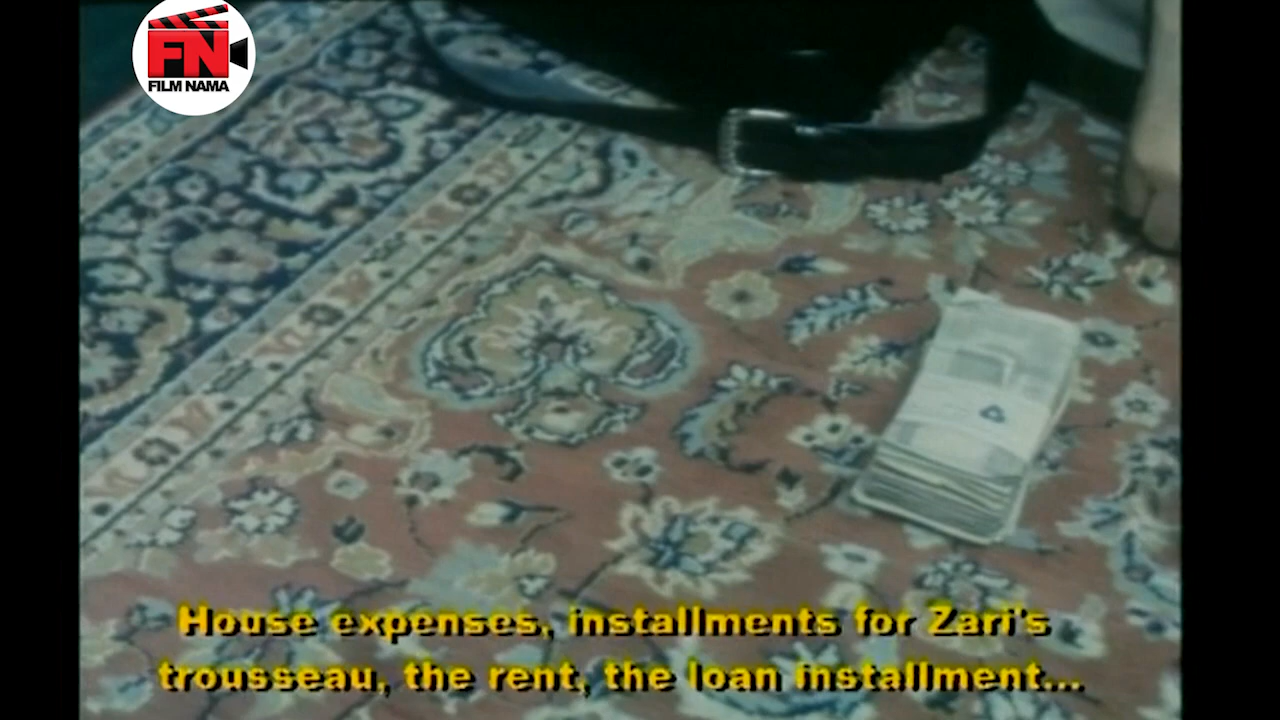 FN
FILM NAMA
House expenses, installments for Zari's
trousseau, the rent, the loan installment...